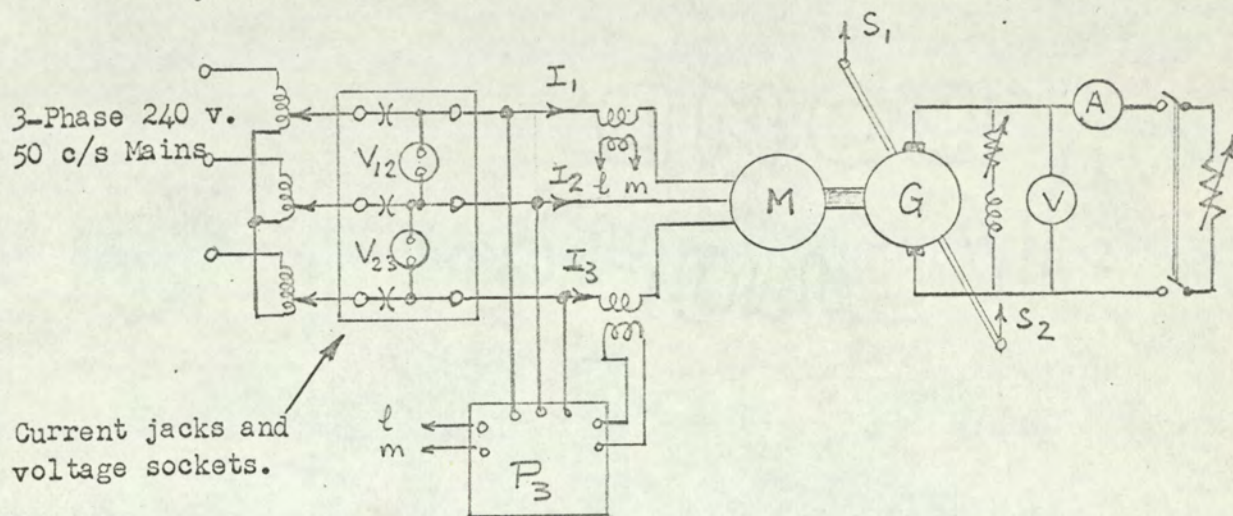 3-Phase 240 v.
50 c/s Mains
V12
V23
I1
I2
I3
l m
M
G
S1
S2
A
V
l
m
P3
Current jacks and
voltage sockets.